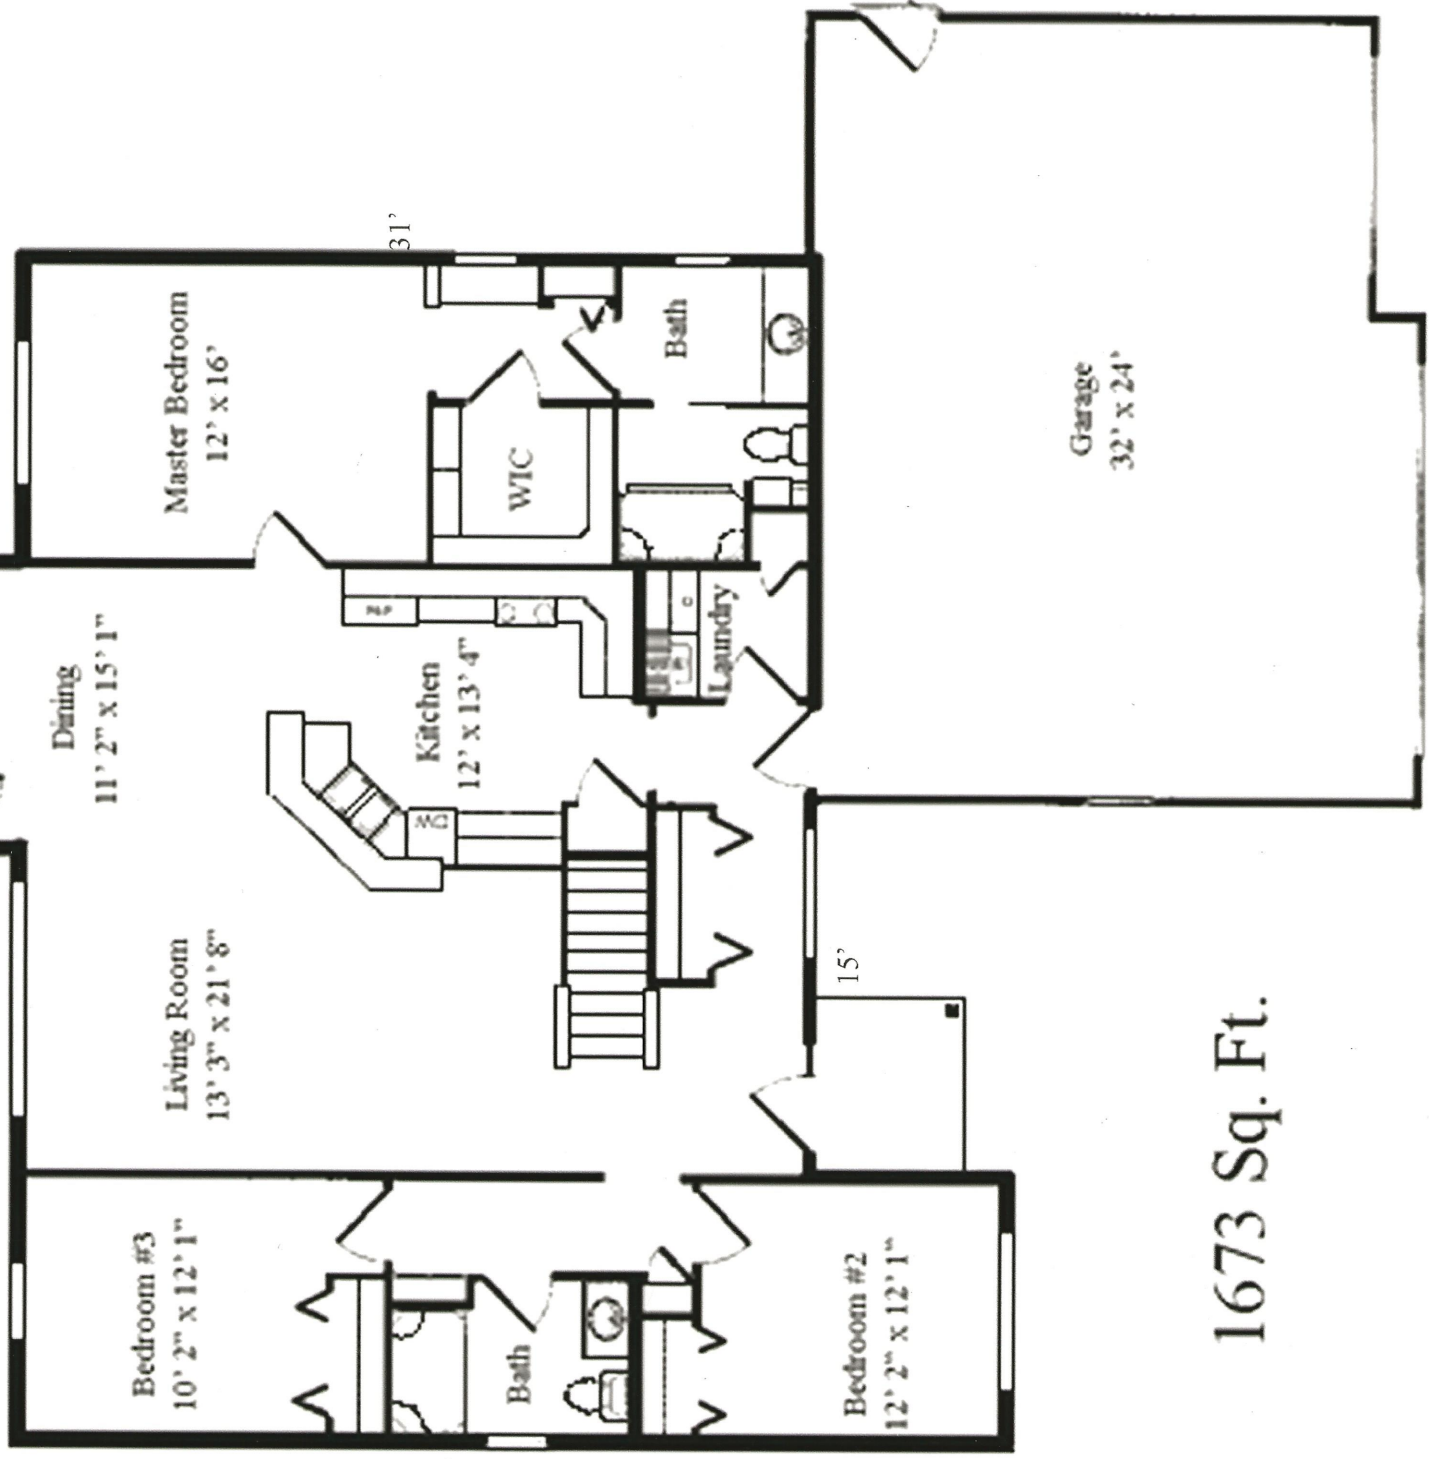 Bedroom #3
10' 2" x 12' 1"
Bath
Bedroom #2
12' 2" x 12' 1"
Living Room
13' 3" x 21' 8"
15'
1673 Sq. Ft.
Dining
11' 2" x 15' 1"
DW
Kitchen
12' x 13' 4"
REF
Laundry
Master Bedroom
12' x 16'
WIC
31'
Bath
Garage
32' x 24'